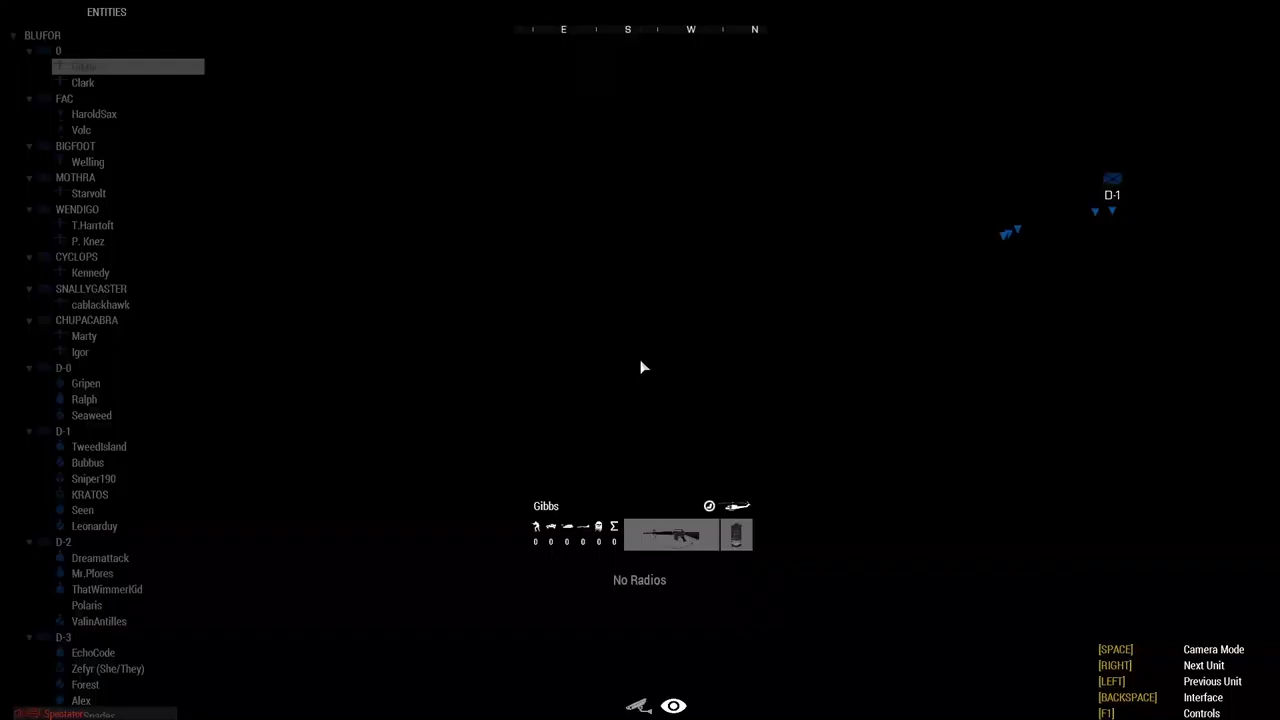 ENTITIES
E S W N
BLUFOR
0
Clark
FAC
HaroldSax
Volc
BIGFOOT
Welling
MOTHRA
Starvolt
WENDIGO
T.Harrtoft
P. Knez
CYCLOPS
Kennedy
SNALLYGASTER
cablackhawk
CHUPACABRA
Marty
Igor
D-0
Gripen
Ralph
Seaweed
D-1
TweedIsland
Bubbus
Sniper190
KRATOS
Seen
Leonarduy
D-2
Dreamattack
Mr.Plores
ThatWimmerKid
Polaris
ValinAntilles
D-3
EchoCode
Zefyr (She/They)
Forest
Alex
Spectator
D-1
Gibbs
Σ
0 0 0 0 0 0
No Radios
[SPACE] Camera Mode
[RIGHT] Next Unit
[LEFT] Previous Unit
[BACKSPACE] Interface
[F1] Controls